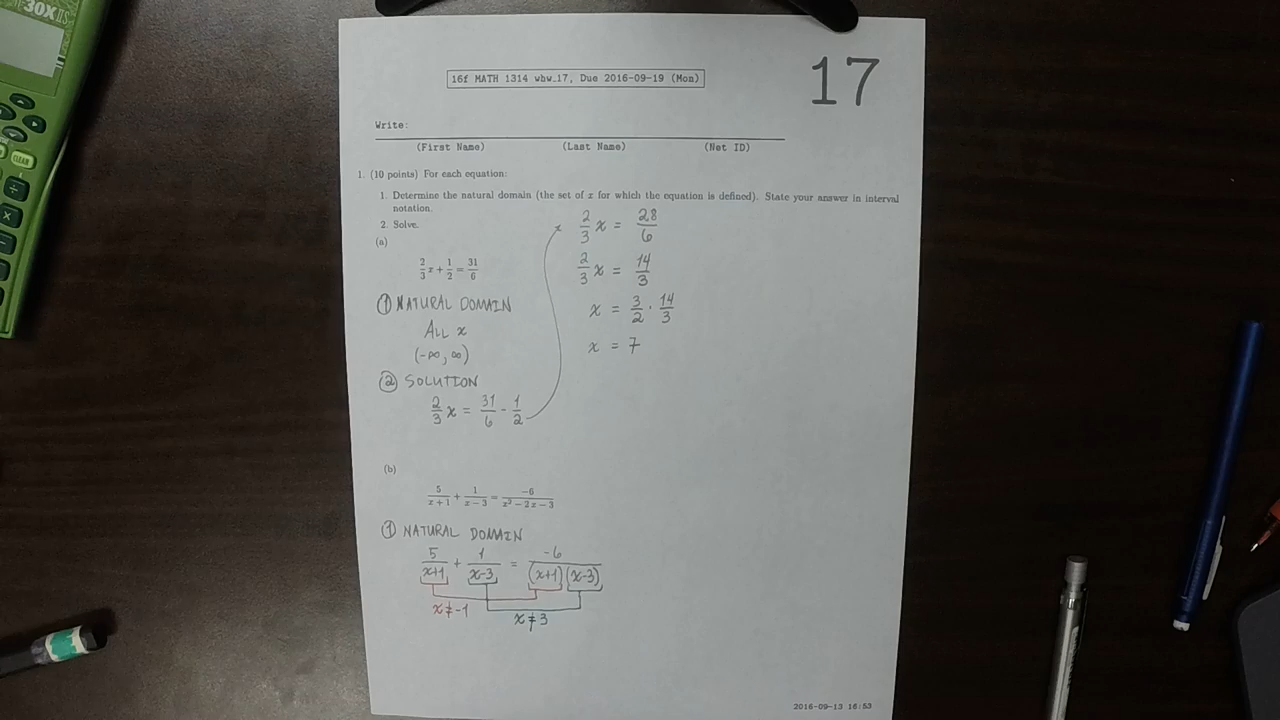 30X IIS
CLEAN
17
16f MATH 1314 wbw_17, Due 2016-09-19 (Mon)
Write:
(First Name) (Last Name) (Net ID)
1. (10 points) For each equation:
1. Determine the natural domain (the set of x for which the equation is defined). State your answer in interval
notation.
2. Solve.
(a)
2/3 x + 1/2 = 31/6
① NATURAL DOMAIN
ALL x
(-∞, ∞)
② SOLUTION
2/3 x = 31/6 - 1/2
2/3 x = 28/6
2/3 x = 14/3
x = 3/2 · 14/3
x = 7
(b)
5/(x+1) + 1/(x-3) = -6/(x²-2x-3)
① NATURAL DOMAIN
5/(x+1) + 1/(x-3) = -6/((x+1)(x-3))
x ≠ -1
x ≠ 3
2016-09-13 16:53